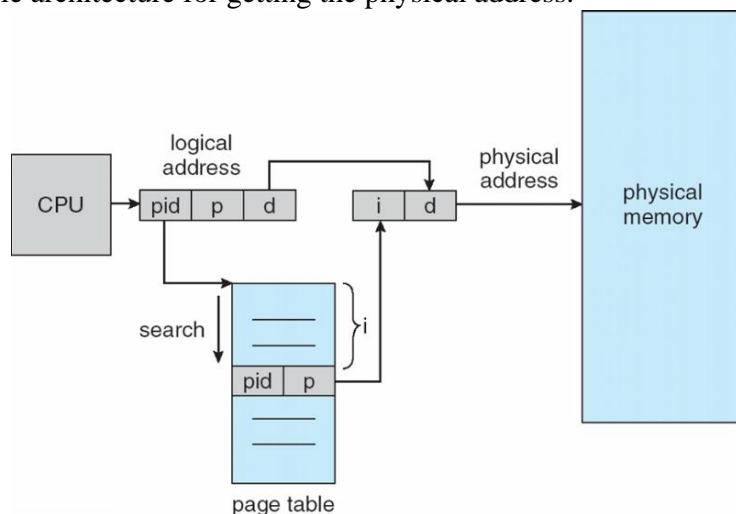 architecture for getting the physical address.
logical
address
physical
address
CPU
pid p d
i d
physical
memory
search
i
pid p
page table